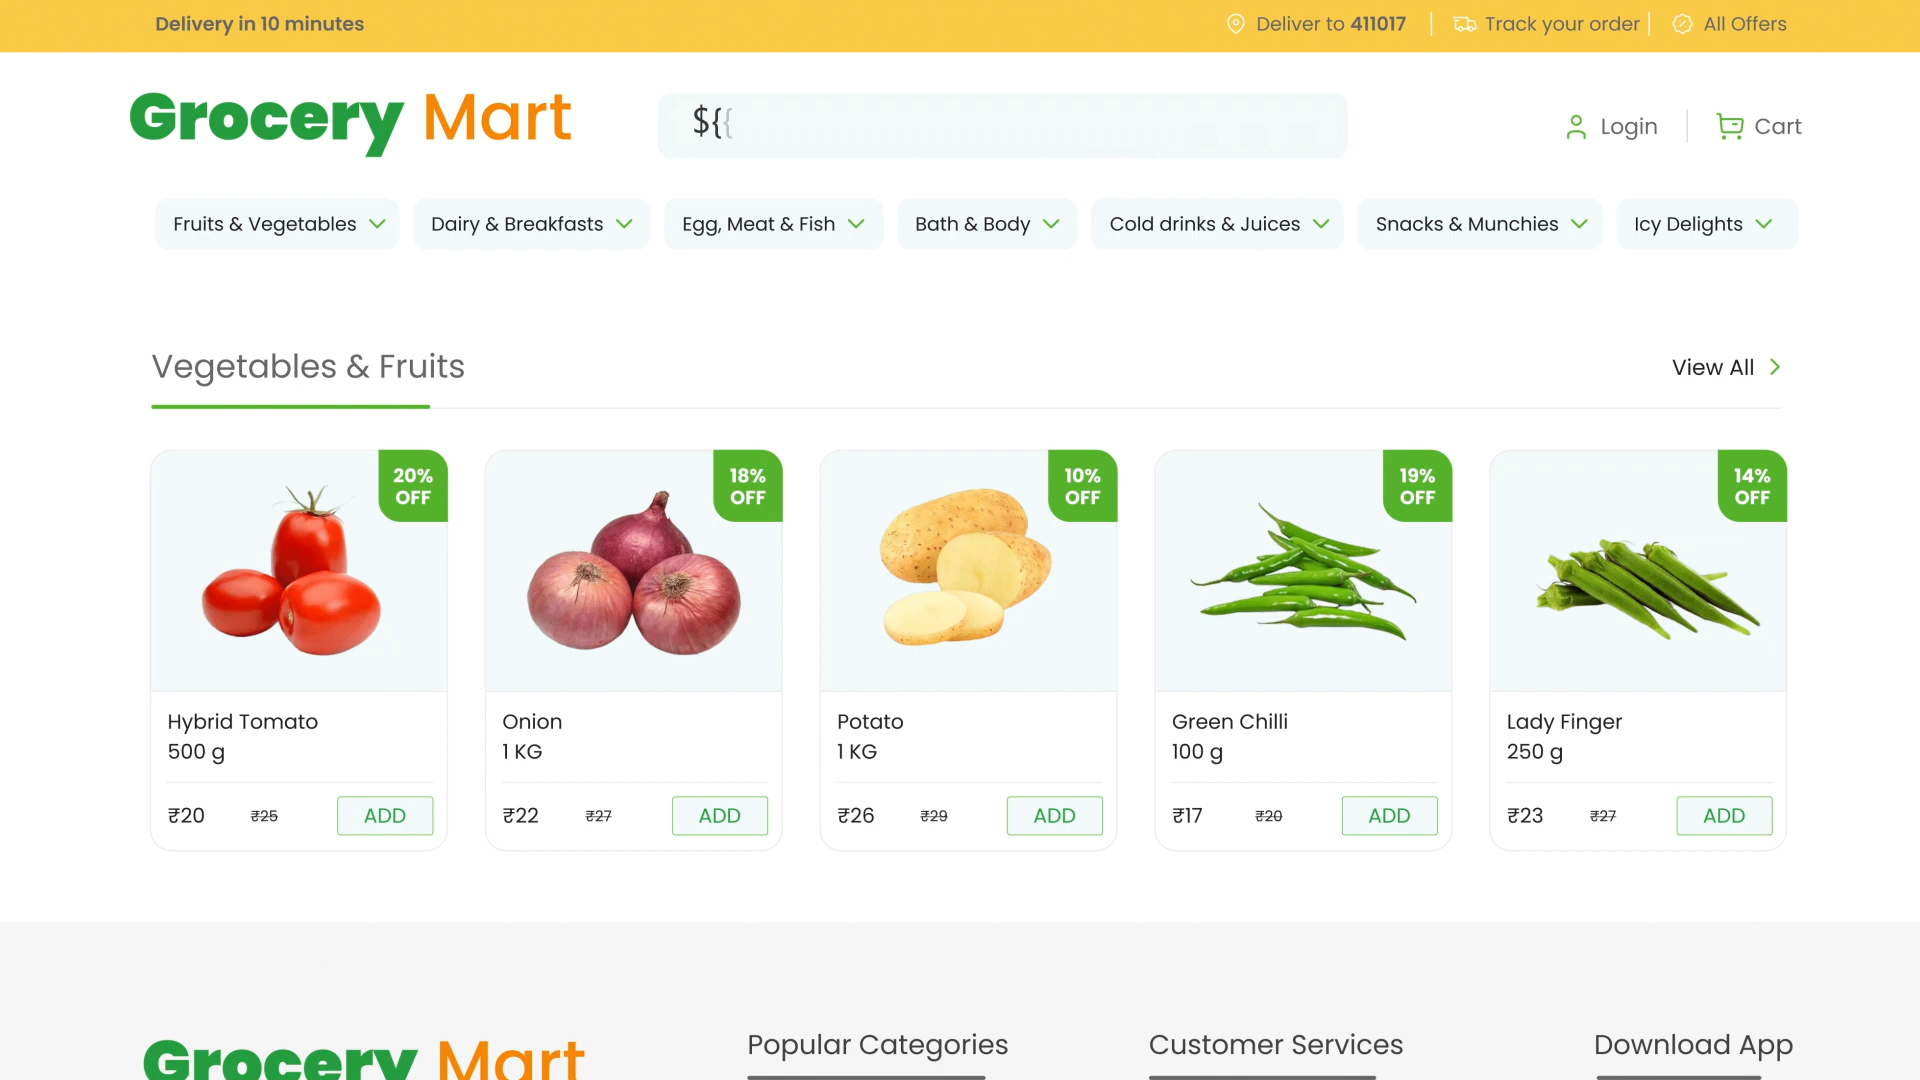 Delivery in 10 minutes
Deliver to 411017
Track your order
All Offers
Grocery Mart
${{
Login
Cart
Fruits & Vegetables
Dairy & Breakfasts
Egg, Meat & Fish
Bath & Body
Cold drinks & Juices
Snacks & Munchies
Icy Delights
Vegetables & Fruits
View All
20%
OFF
Hybrid Tomato
500 g
₹20 ₹25 ADD
18%
OFF
Onion
1 KG
₹22 ₹27 ADD
10%
OFF
Potato
1 KG
₹26 ₹29 ADD
19%
OFF
Green Chilli
100 g
₹17 ₹20 ADD
14%
OFF
Lady Finger
250 g
₹23 ₹27 ADD
Grocery Mart
Popular Categories
Customer Services
Download App